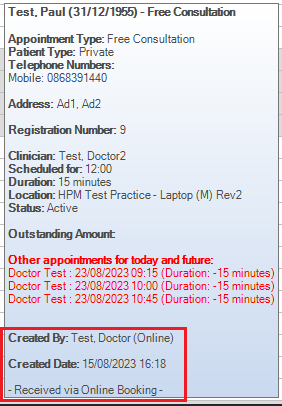 Test, Paul (31/12/1955) - Free Consultation
Appointment Type: Free Consultation
Patient Type: Private
Telephone Numbers:
Mobile: 0868391440
Address: Ad1, Ad2
Registration Number: 9
Clinician: Test, Doctor2
Scheduled for: 12:00
Duration: 15 minutes
Location: HPM Test Practice - Laptop (M) Rev2
Status: Active
Outstanding Amount:
Other appointments for today and future:
Doctor Test : 23/08/2023 09:15 (Duration: -15 minutes)
Doctor Test : 23/08/2023 10:00 (Duration: -15 minutes)
Doctor Test : 23/08/2023 10:45 (Duration: -15 minutes)
Created By: Test, Doctor (Online)
Created Date: 15/08/2023 16:18
- Received via Online Booking -